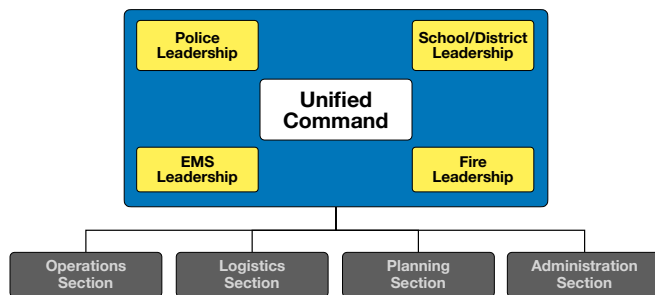 Police
Leadership
School/District
Leadership
Unified
Command
EMS
Leadership
Fire
Leadership
Operations
Section
Logistics
Section
Planning
Section
Administration
Section